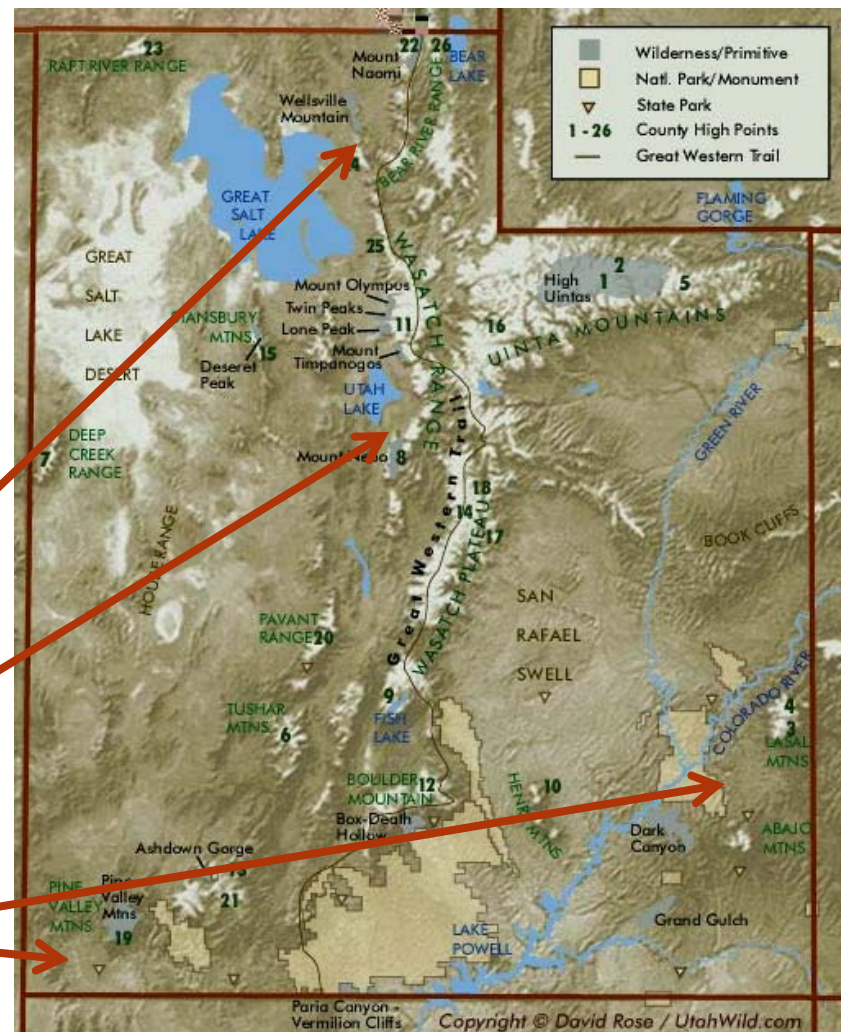 23
RAFT RIVER RANGE
22
26
Mount
Naomi
BEAR
LAKE
Wellsville
Mountain
BEAR RIVER RANGE
Wilderness/Primitive
Natl. Park/Monument
State Park
1 - 26 County High Points
Great Western Trail
GREAT
SALT
LAKE
FLAMING
GORGE
25
WASATCH RANGE
GREAT
SALT
LAKE
DESERT
Mount Olympus
Twin Peaks
Lone Peak
11
Mount
Timpanogos
STANSBURY
MTNS
15
Deseret
Peak
UTAH
LAKE
High
Uintas
1
2
5
16
UINTA MOUNTAINS
GREEN RIVER
7
DEEP
CREEK
RANGE
Mount Nebo
8
Great Western Trail
18
14
17
WASATCH PLATEAU
BOOK CLIFFS
HOUSE RANGE
SAN
RAFAEL
SWELL
PAVANT
RANGE
20
9
FISH
LAKE
TUSHAR
MTNS
6
COLORADO RIVER
4
3
LASAL
MTNS
BOULDER
MOUNTAIN
12
10
HENRY MTNS
Box-Death
Hollow
Dark
Canyon
ABAJO
MTNS
Ashdown Gorge
21
PINE
VALLEY
MTNS
Pine
Valley
Mtns
19
LAKE
POWELL
Grand Gulch
Paria Canyon -
Vermilion Cliffs
Copyright © David Rose / UtahWild.com